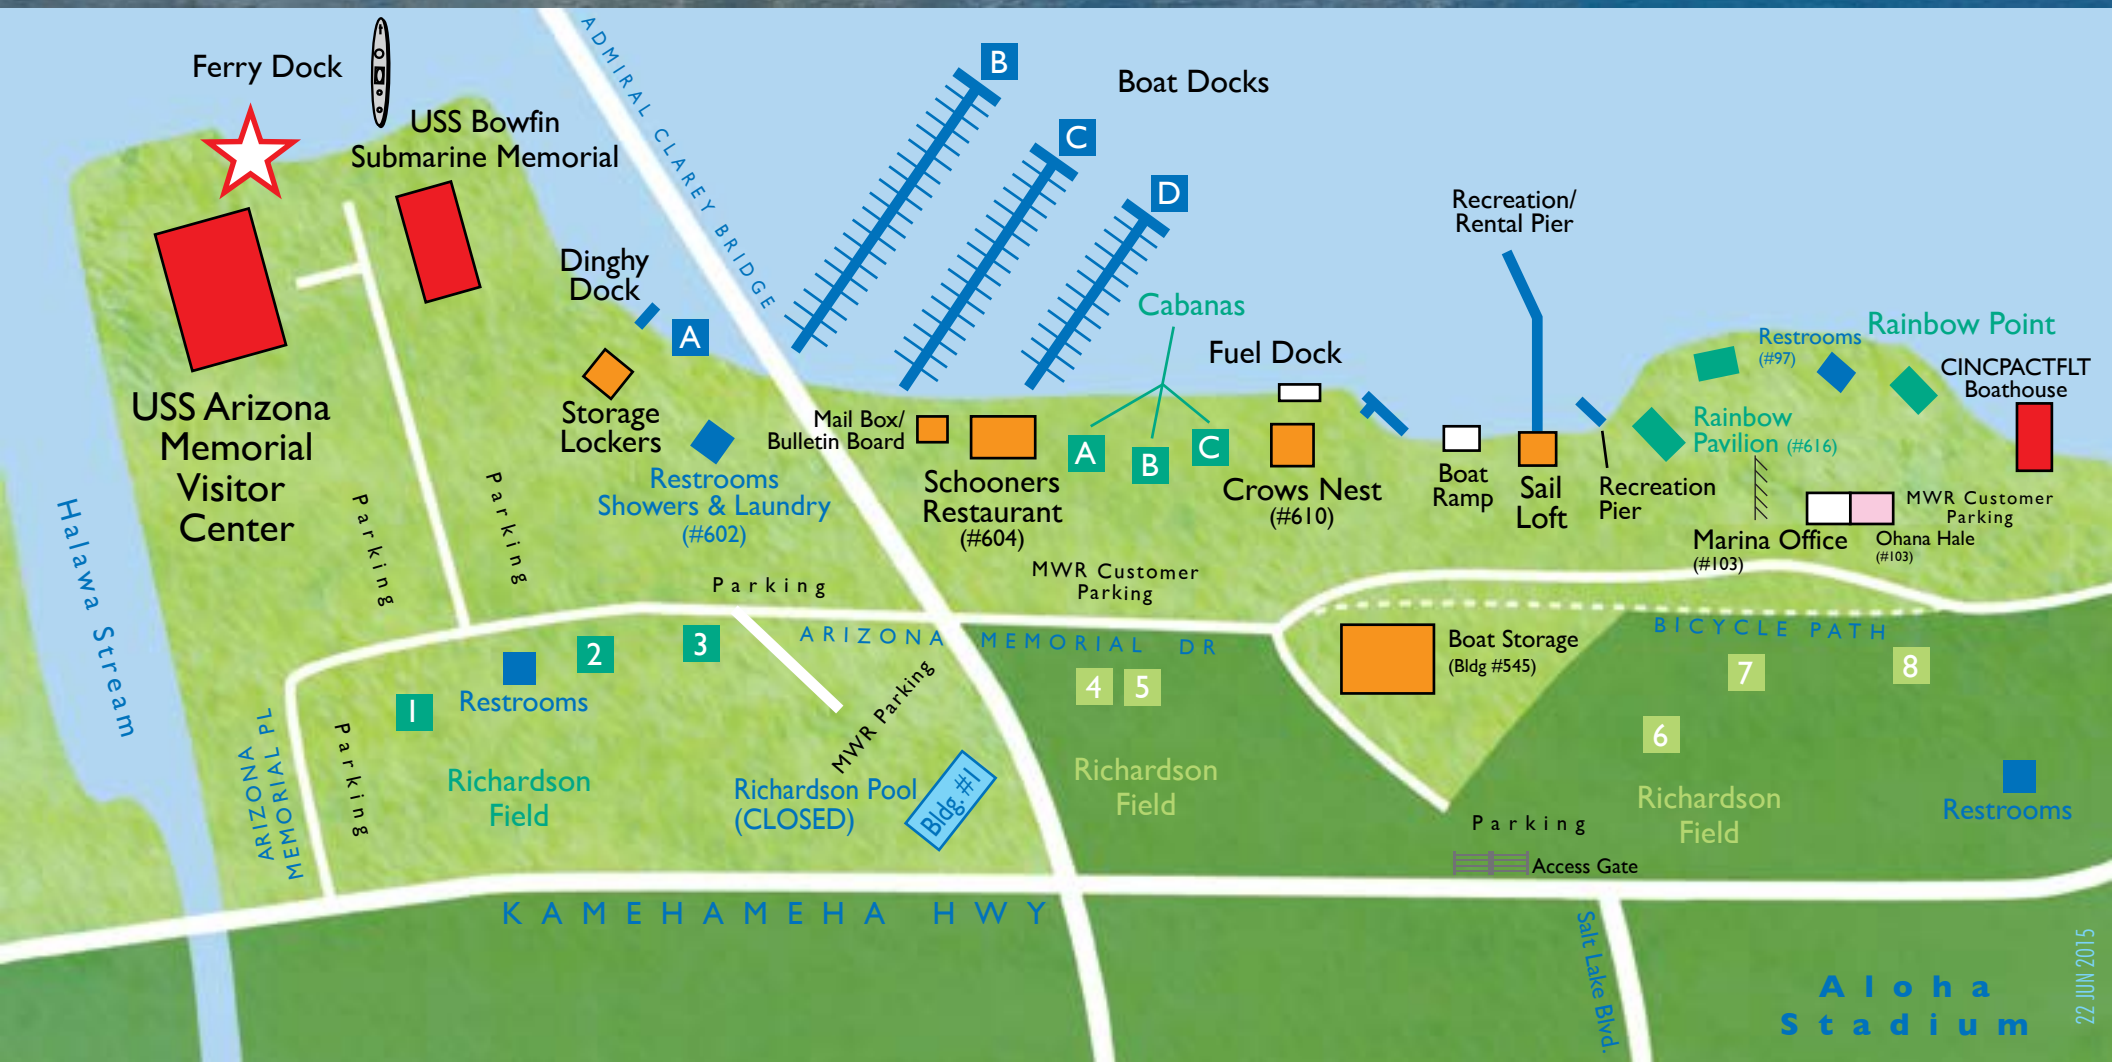 Ferry Dock
USS Bowfin
Submarine Memorial
ADMIRAL CLAREY BRIDGE
B
Boat Docks
C
D
Recreation/
Rental Pier
Dinghy
Dock
A
Cabanas
Fuel Dock
Restrooms
(#97)
Rainbow Point
CINCPACTFLT
Boathouse
USS Arizona
Memorial
Visitor
Center
Storage
Lockers
Restrooms
Showers & Laundry
(#602)
Mail Box/
Bulletin Board
Schooners
Restaurant
(#604)
A
B
C
Crows Nest
(#610)
Boat
Ramp
Sail
Loft
Recreation
Pier
Rainbow
Pavilion (#616)
Marina Office
(#103)
Ohana Hale
(#103)
MWR Customer
Parking
Halawa Stream
Parking
Parking
Parking
MWR Customer
Parking
ARIZONA MEMORIAL DR
BICYCLE PATH
1
Restrooms
2
3
4
5
Boat Storage
(Bldg #545)
6
7
8
ARIZONA
MEMORIAL PL
Parking
Richardson
Field
MWR Parking
Richardson Pool
(CLOSED)
Bldg. #1
Richardson
Field
Richardson
Field
Restrooms
Parking
Access Gate
KAMEHAMEHA HWY
Salt Lake Blvd.
Aloha
Stadium
22 JUN 2015